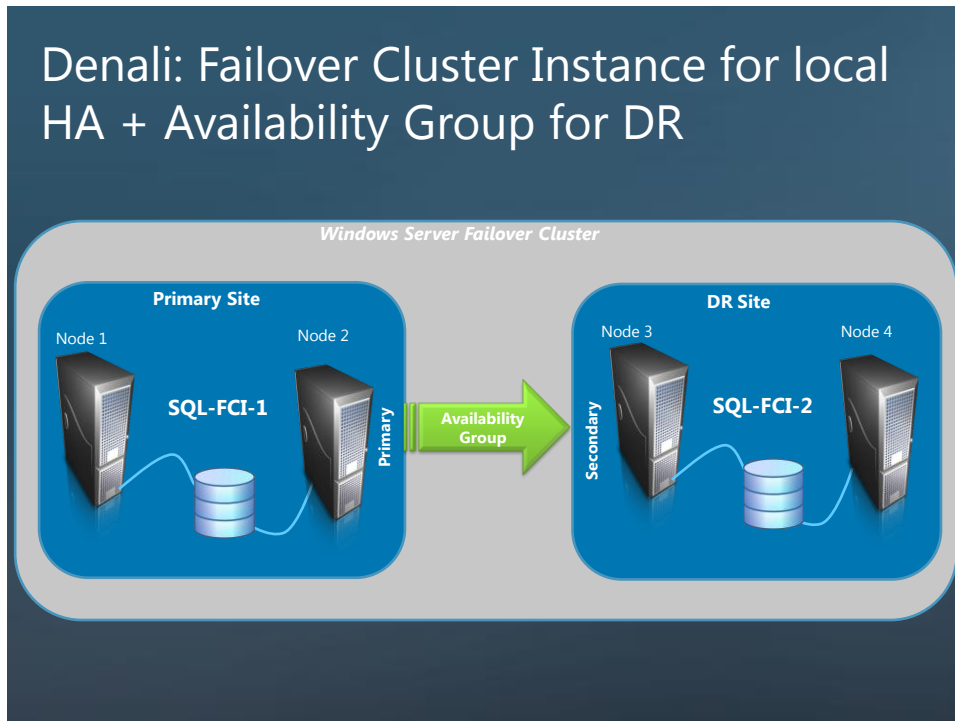 Denali: Failover Cluster Instance for local
HA + Availability Group for DR
Windows Server Failover Cluster
Primary Site
Node 1
Node 2
SQL-FCI-1
Primary
Availability
Group
DR Site
Node 3
Node 4
SQL-FCI-2
Secondary